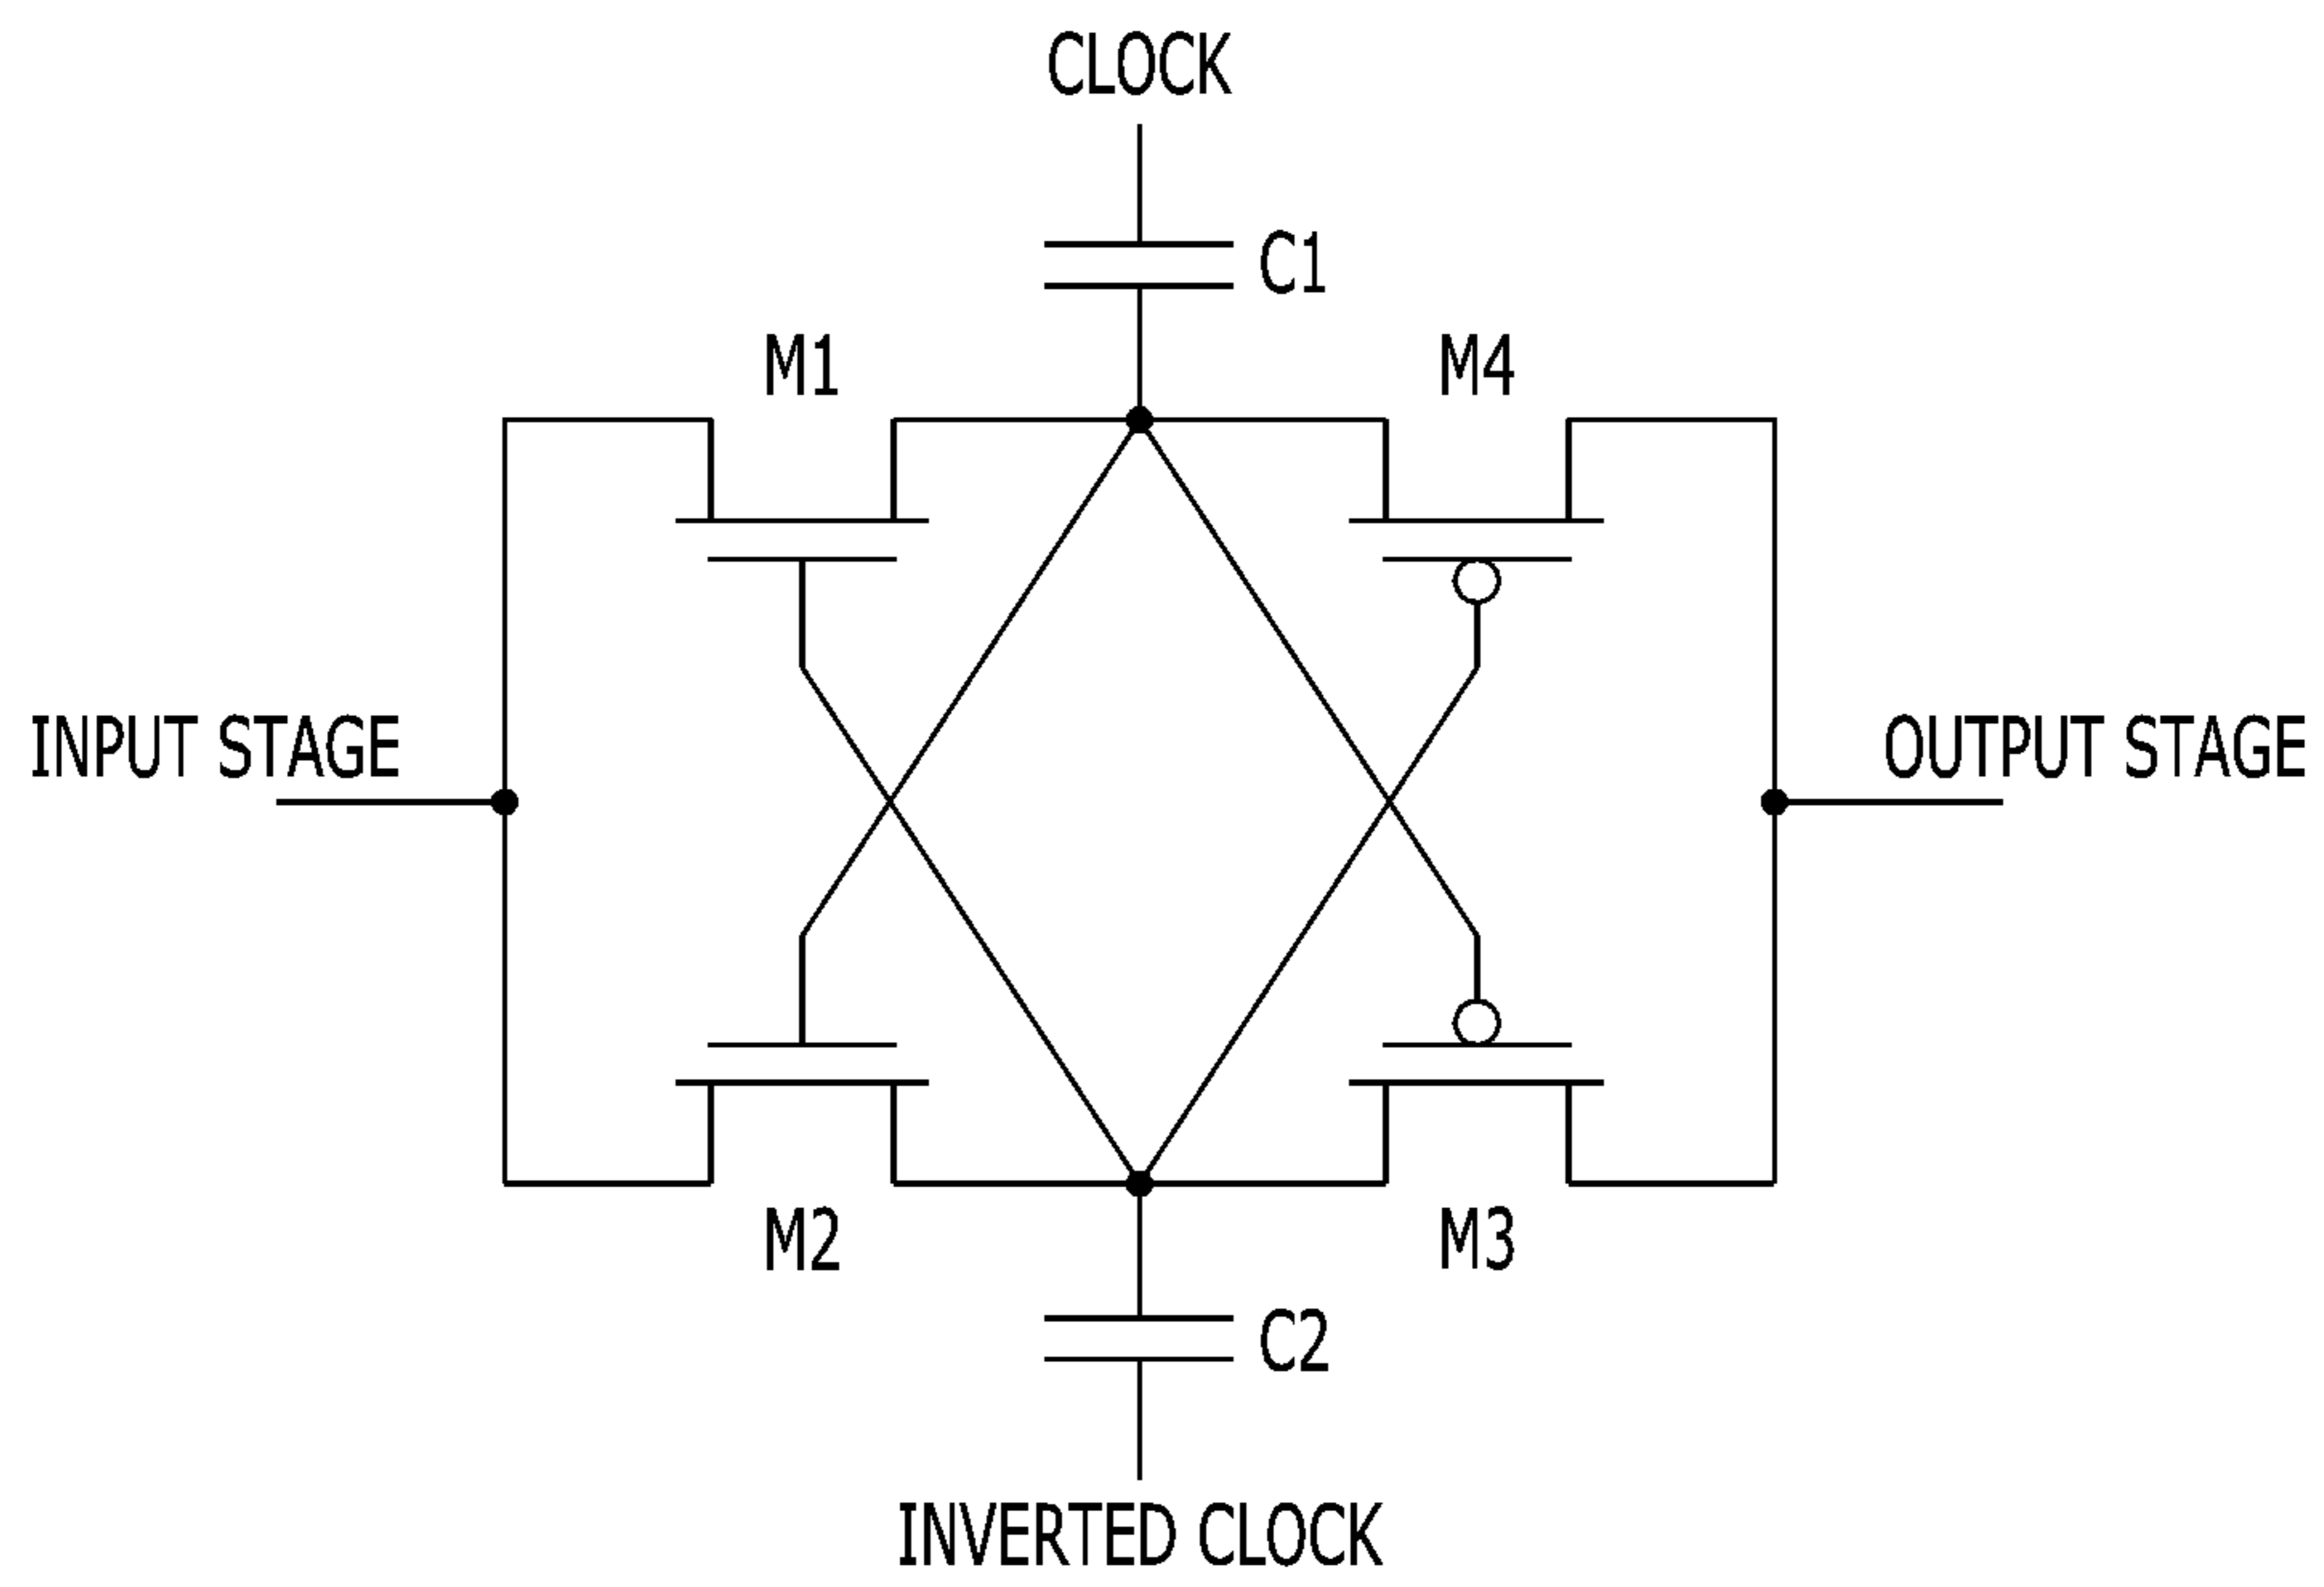 CLOCK
C1
M1
M4
INPUT STAGE
OUTPUT STAGE
M2
M3
C2
INVERTED CLOCK